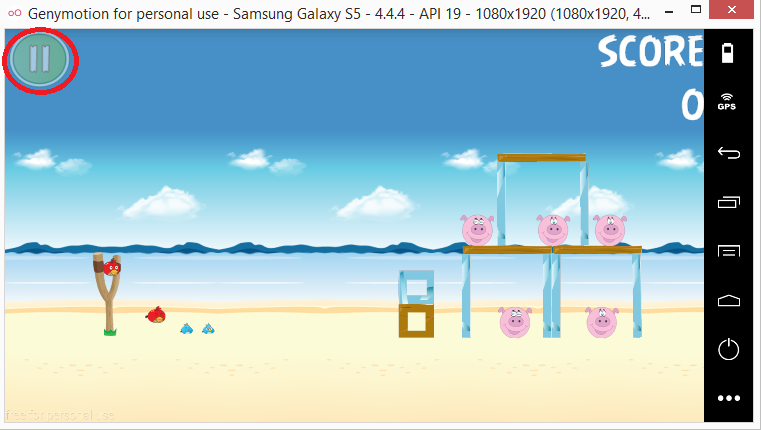 Genymotion for personal use - Samsung Galaxy S5 - 4.4.4 - API 19 - 1080x1920 (1080x1920, 4...
SCORE
0
GPS
free for personal use